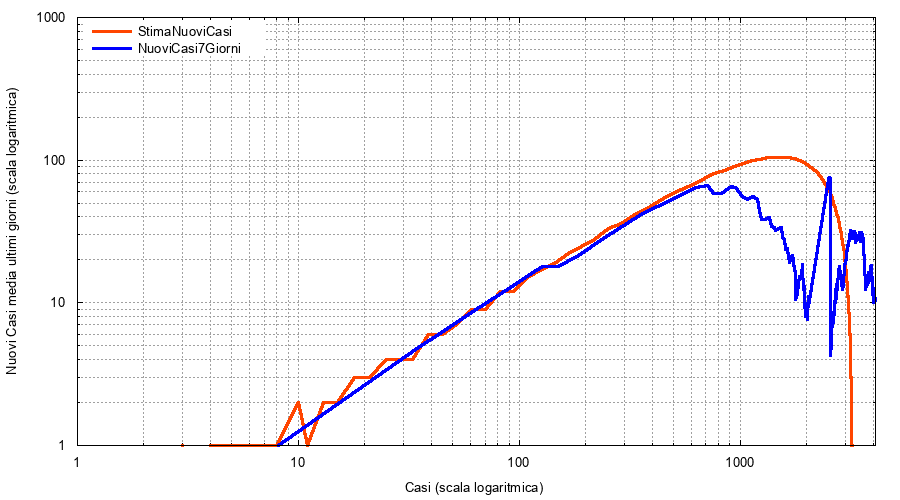 1000
StimaNuoviCasi
NuoviCasi7Giorni
100
10
1
Nuovi Casi media ultimi giorni (scala logaritmica)
1 10 100 1000
Casi (scala logaritmica)